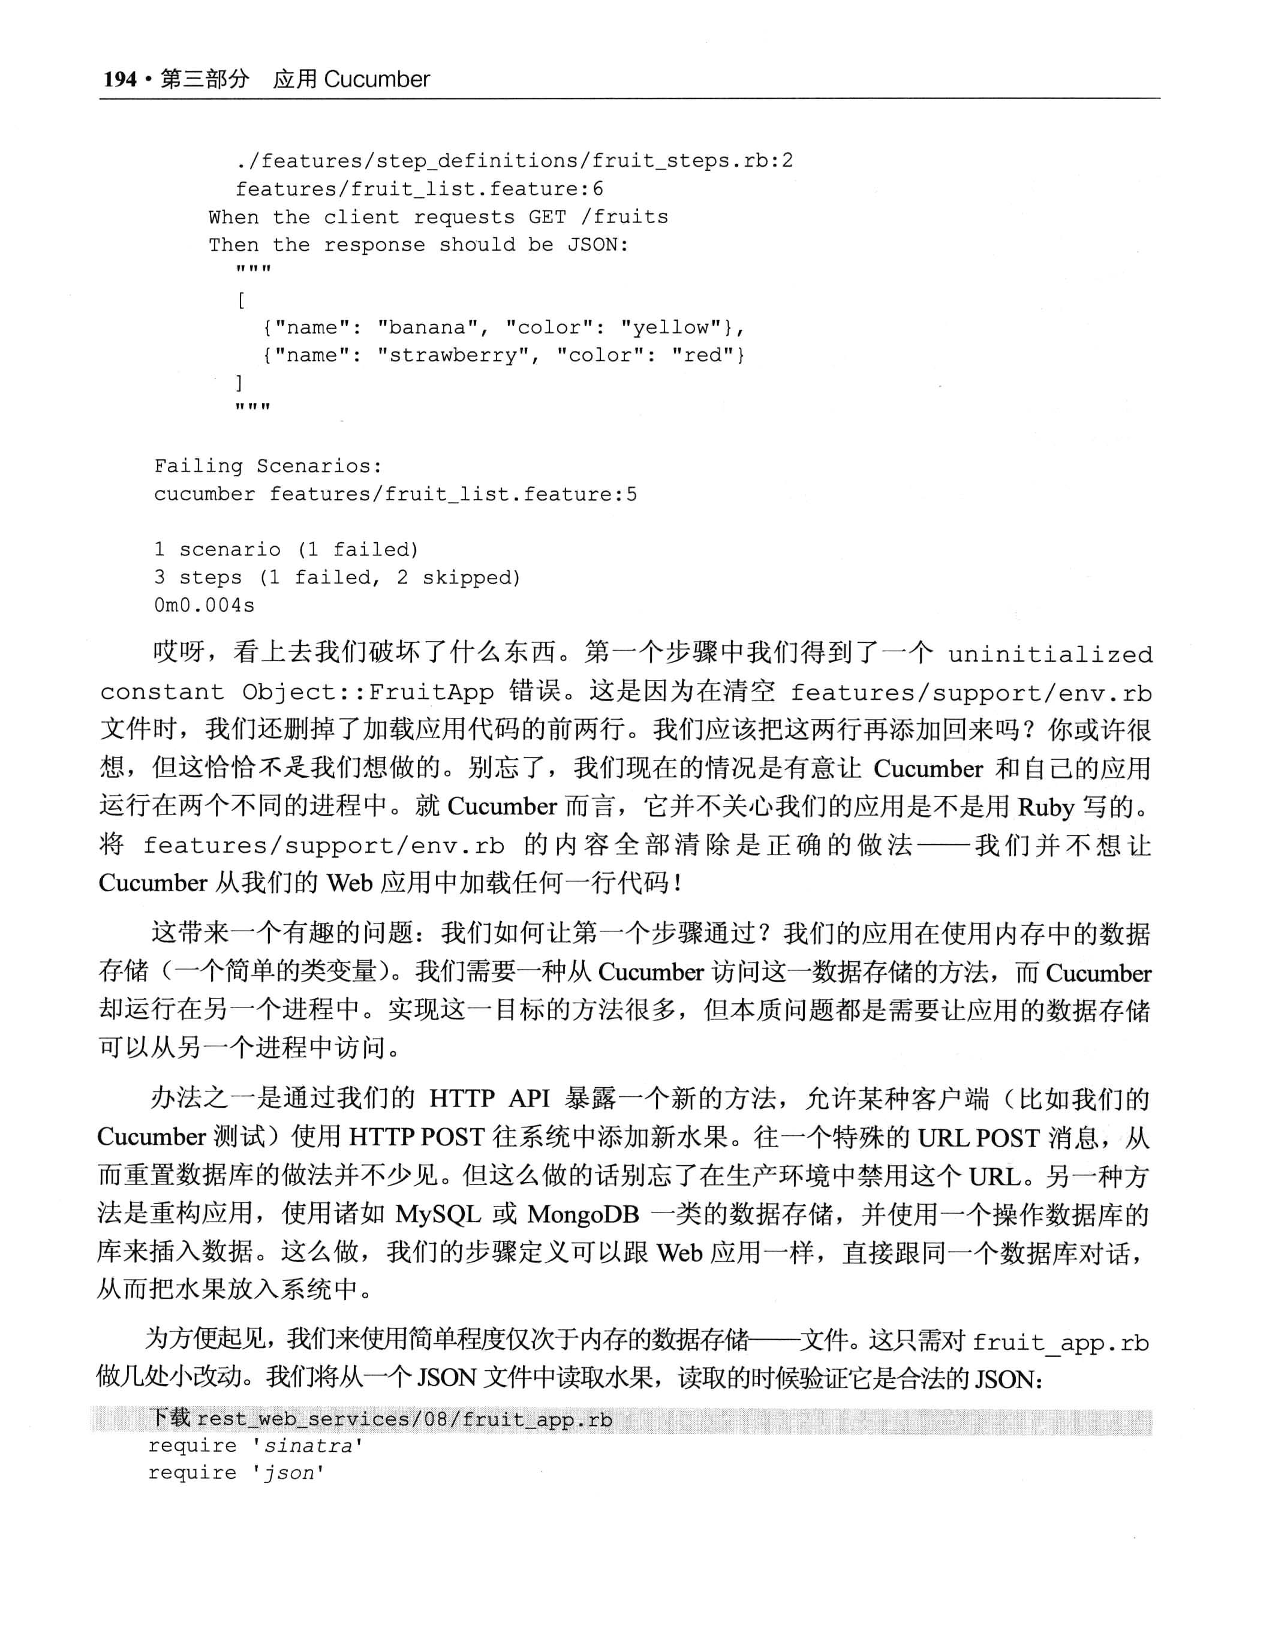 194·第三部分 应用 Cucumber
./features/step_definitions/fruit_steps.rb:2
features/fruit_list.feature:6
When the client requests GET /fruits
Then the response should be JSON:
"""
[
{"name": "banana", "color": "yellow"},
{"name": "strawberry", "color": "red"}
]
"""
Failing Scenarios:
cucumber features/fruit_list.feature:5
1 scenario (1 failed)
3 steps (1 failed, 2 skipped)
0m0.004s
哎呀，看上去我们破坏了什么东西。第一个步骤中我们得到了一个 uninitialized
constant Object::FruitApp 错误。这是因为在清空 features/support/env.rb
文件时，我们还删掉了加载应用代码的前两行。我们应该把这两行再添加回来吗？你或许很
想，但这恰恰不是我们想做的。别忘了，我们现在的情况是有意让 Cucumber 和自己的应用
运行在两个不同的进程中。就 Cucumber 而言，它并不关心我们的应用是不是用 Ruby 写的。
将 features/support/env.rb 的内容全部清除是正确的做法——我们并不想让
Cucumber 从我们的 Web 应用中加载任何一行代码！
这带来一个有趣的问题：我们如何让第一个步骤通过？我们的应用在使用内存中的数据
存储（一个简单的类变量）。我们需要一种从 Cucumber 访问这一数据存储的方法，而 Cucumber
却运行在另一个进程中。实现这一目标的方法很多，但本质问题都是需要让应用的数据存储
可以从另一个进程中访问。
办法之一是通过我们的 HTTP API 暴露一个新的方法，允许某种客户端（比如我们的
Cucumber 测试）使用 HTTP POST 往系统中添加新水果。往一个特殊的 URL POST 消息，从
而重置数据库的做法并不少见。但这么做的话别忘了在生产环境中禁用这个 URL。另一种方
法是重构应用，使用诸如 MySQL 或 MongoDB 一类的数据存储，并使用一个操作数据库的
库来插入数据。这么做，我们的步骤定义可以跟 Web 应用一样，直接跟同一个数据库对话，
从而把水果放入系统中。
为方便起见，我们来使用简单程度仅次于内存的数据存储——文件。这只需对 fruit_app.rb
做几处小改动。我们将从一个 JSON 文件中读取水果，读取的时候验证它是合法的 JSON：
下载 rest_web_services/08/fruit_app.rb
require 'sinatra'
require 'json'